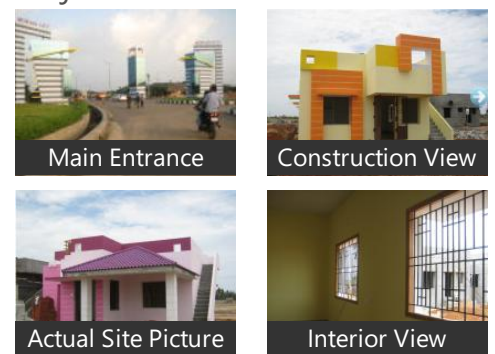 Main Entrance
Construction View
Actual Site Picture
Interior View